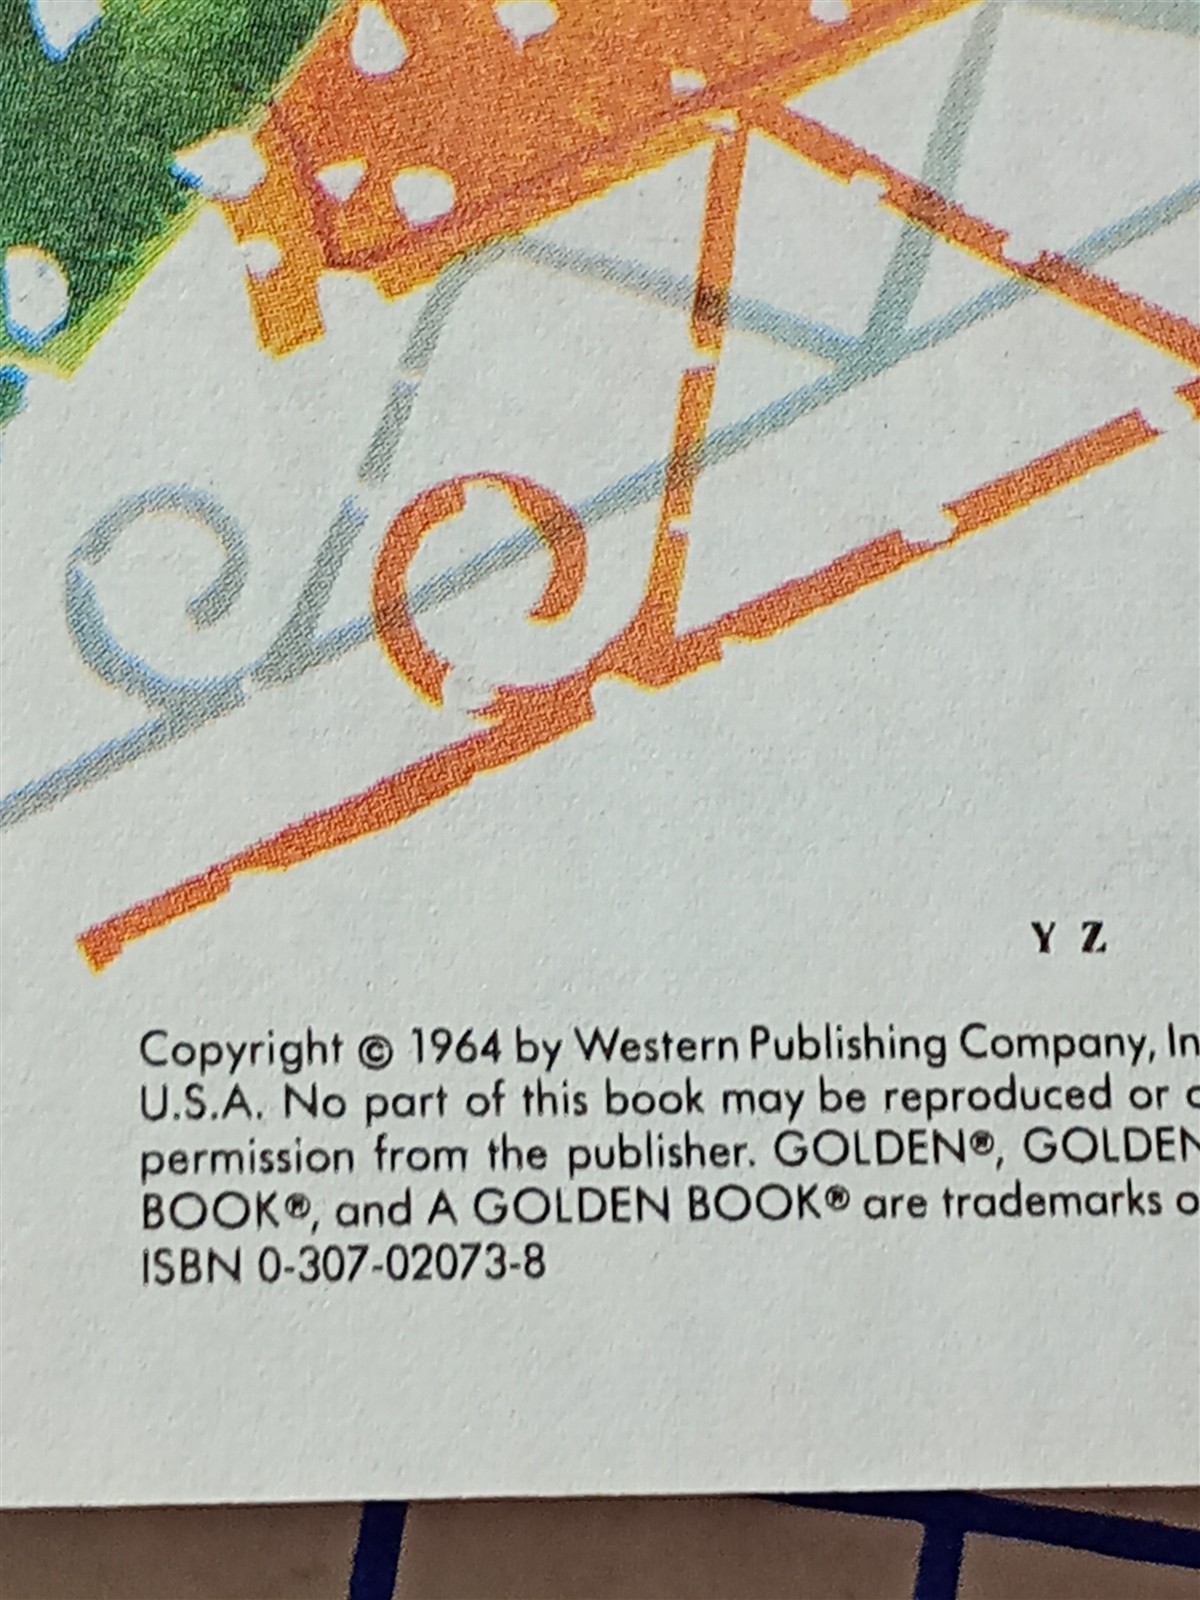 Y Z
Copyright © 1964 by Western Publishing Company, In
U.S.A. No part of this book may be reproduced or c
permission from the publisher. GOLDEN®, GOLDEN
BOOK®, and A GOLDEN BOOK® are trademarks o
ISBN 0-307-02073-8